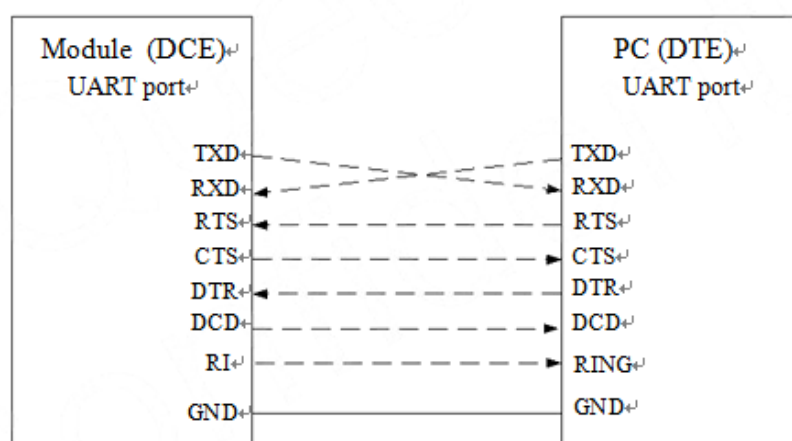 Module (DCE)
UART port
TXD
RXD
RTS
CTS
DTR
DCD
RI
GND
PC (DTE)
UART port
TXD
RXD
RTS
CTS
DTR
DCD
RING
GND